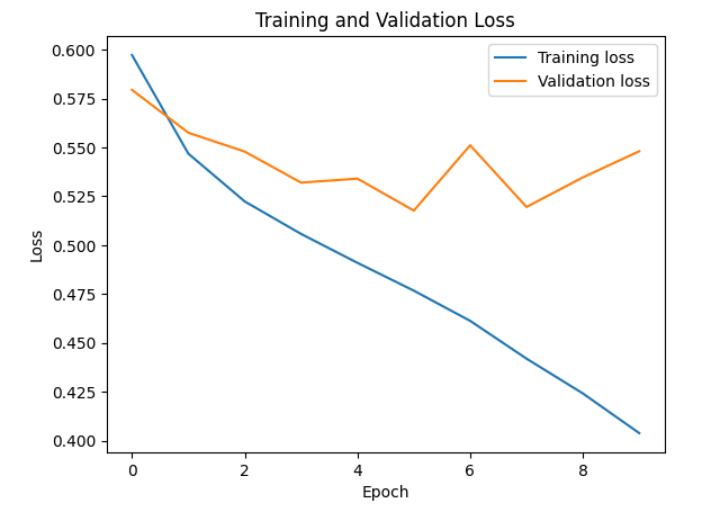 Training and Validation Loss
Training loss
Validation loss
0.600
0.575
0.550
0.525
0.500
0.475
0.450
0.425
0.400
Loss
0 2 4 6 8
Epoch